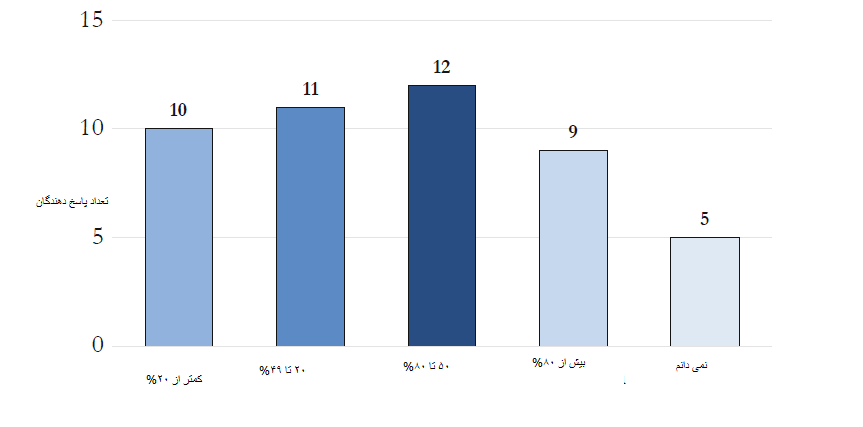 15
12
11
10
9
10
5
تعداد پاسخ دهندگان
5
0
کمتر از ۲۰%
۲۰ تا ۴۹%
۵۰ تا ۸۰%
بیش از ۸۰%
نمی دانم
.